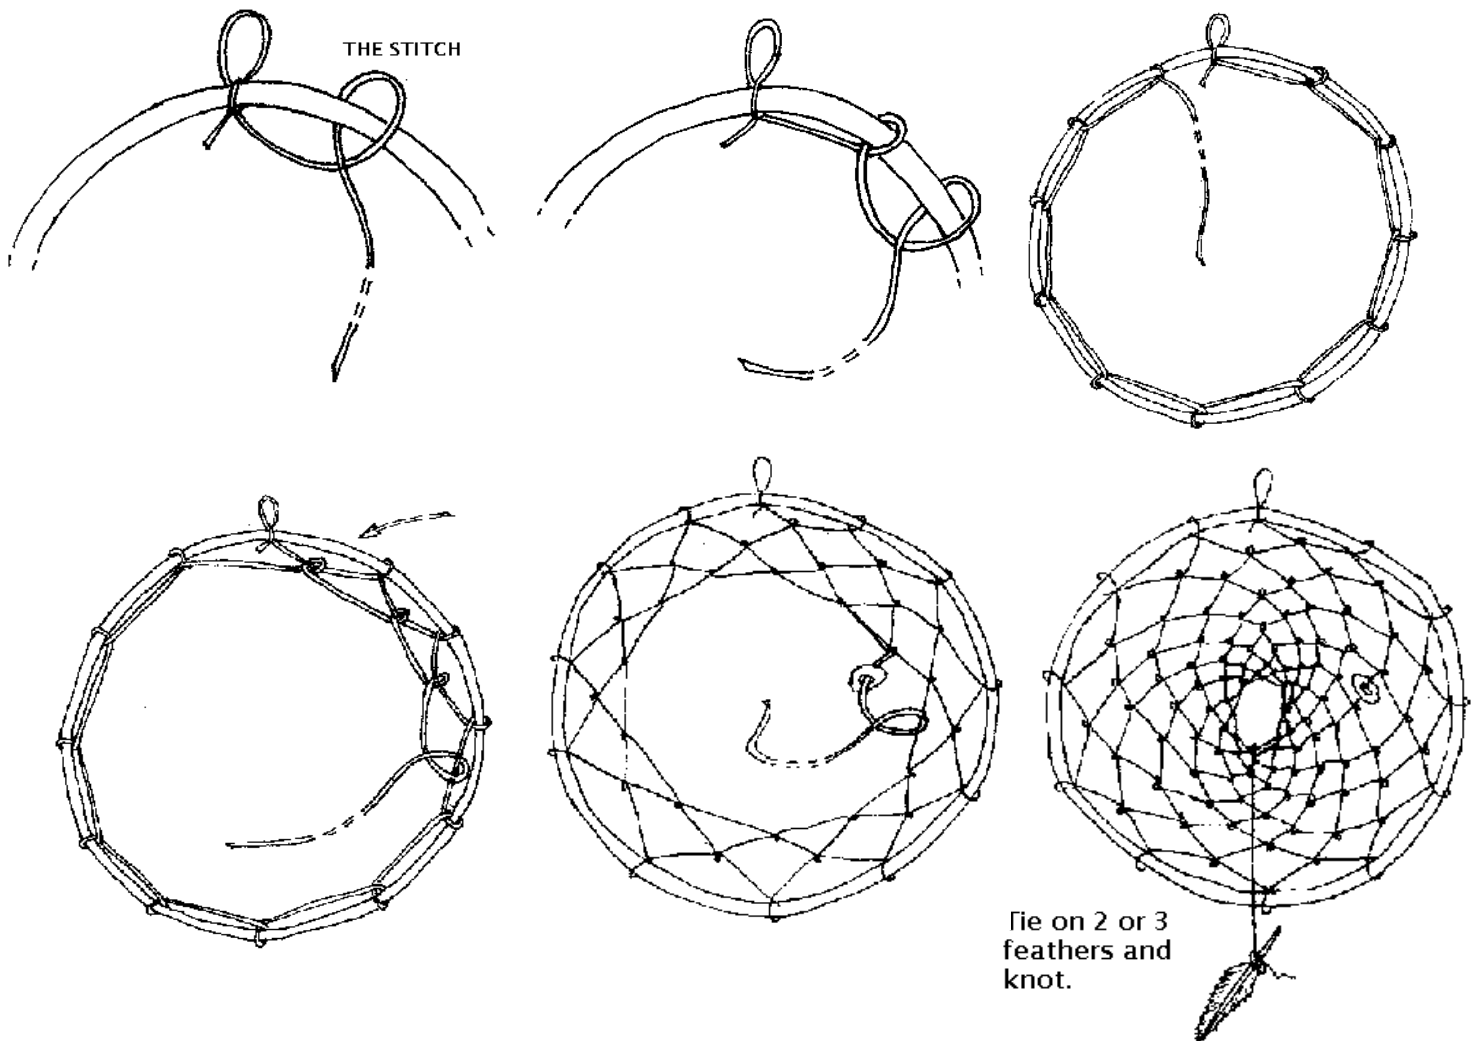 THE STITCH
Tie on 2 or 3
feathers and
knot.